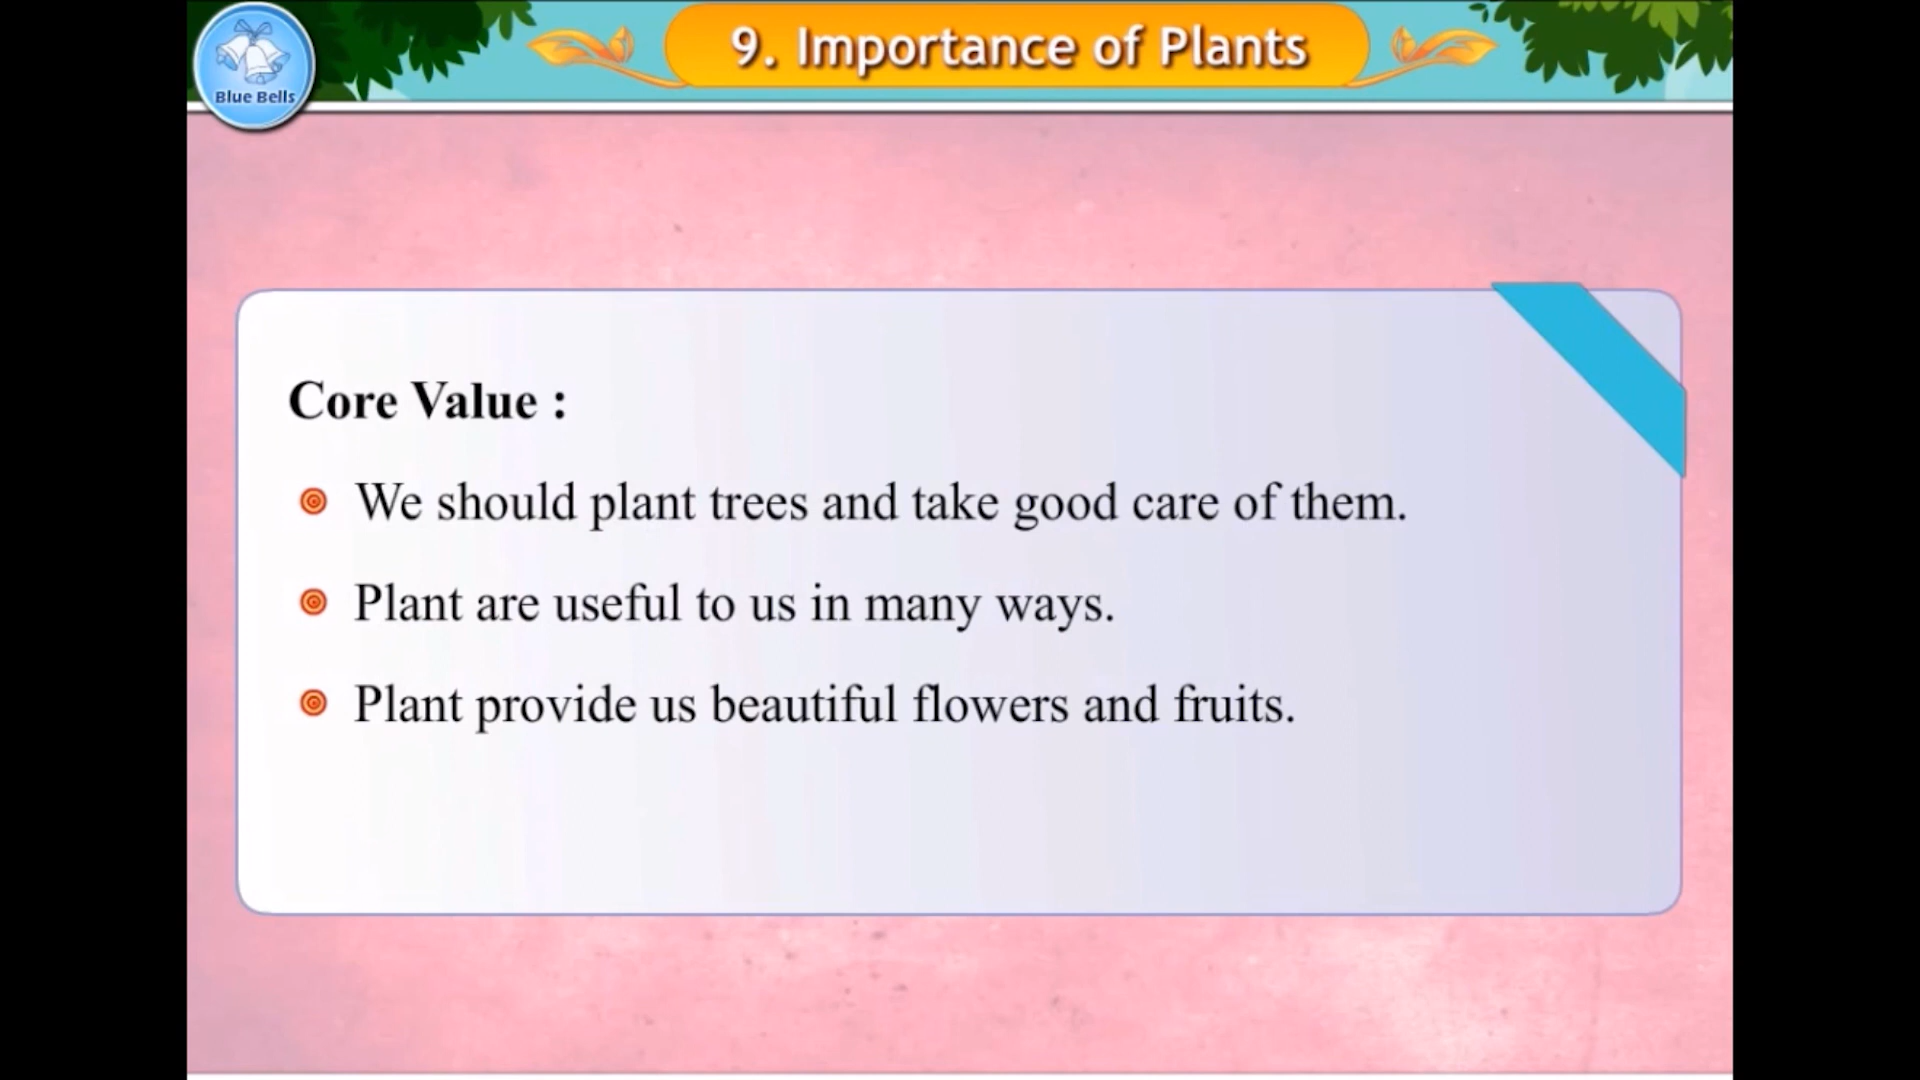 Blue Bells
9. Importance of Plants
Core Value :
We should plant trees and take good care of them.
Plant are useful to us in many ways.
Plant provide us beautiful flowers and fruits.